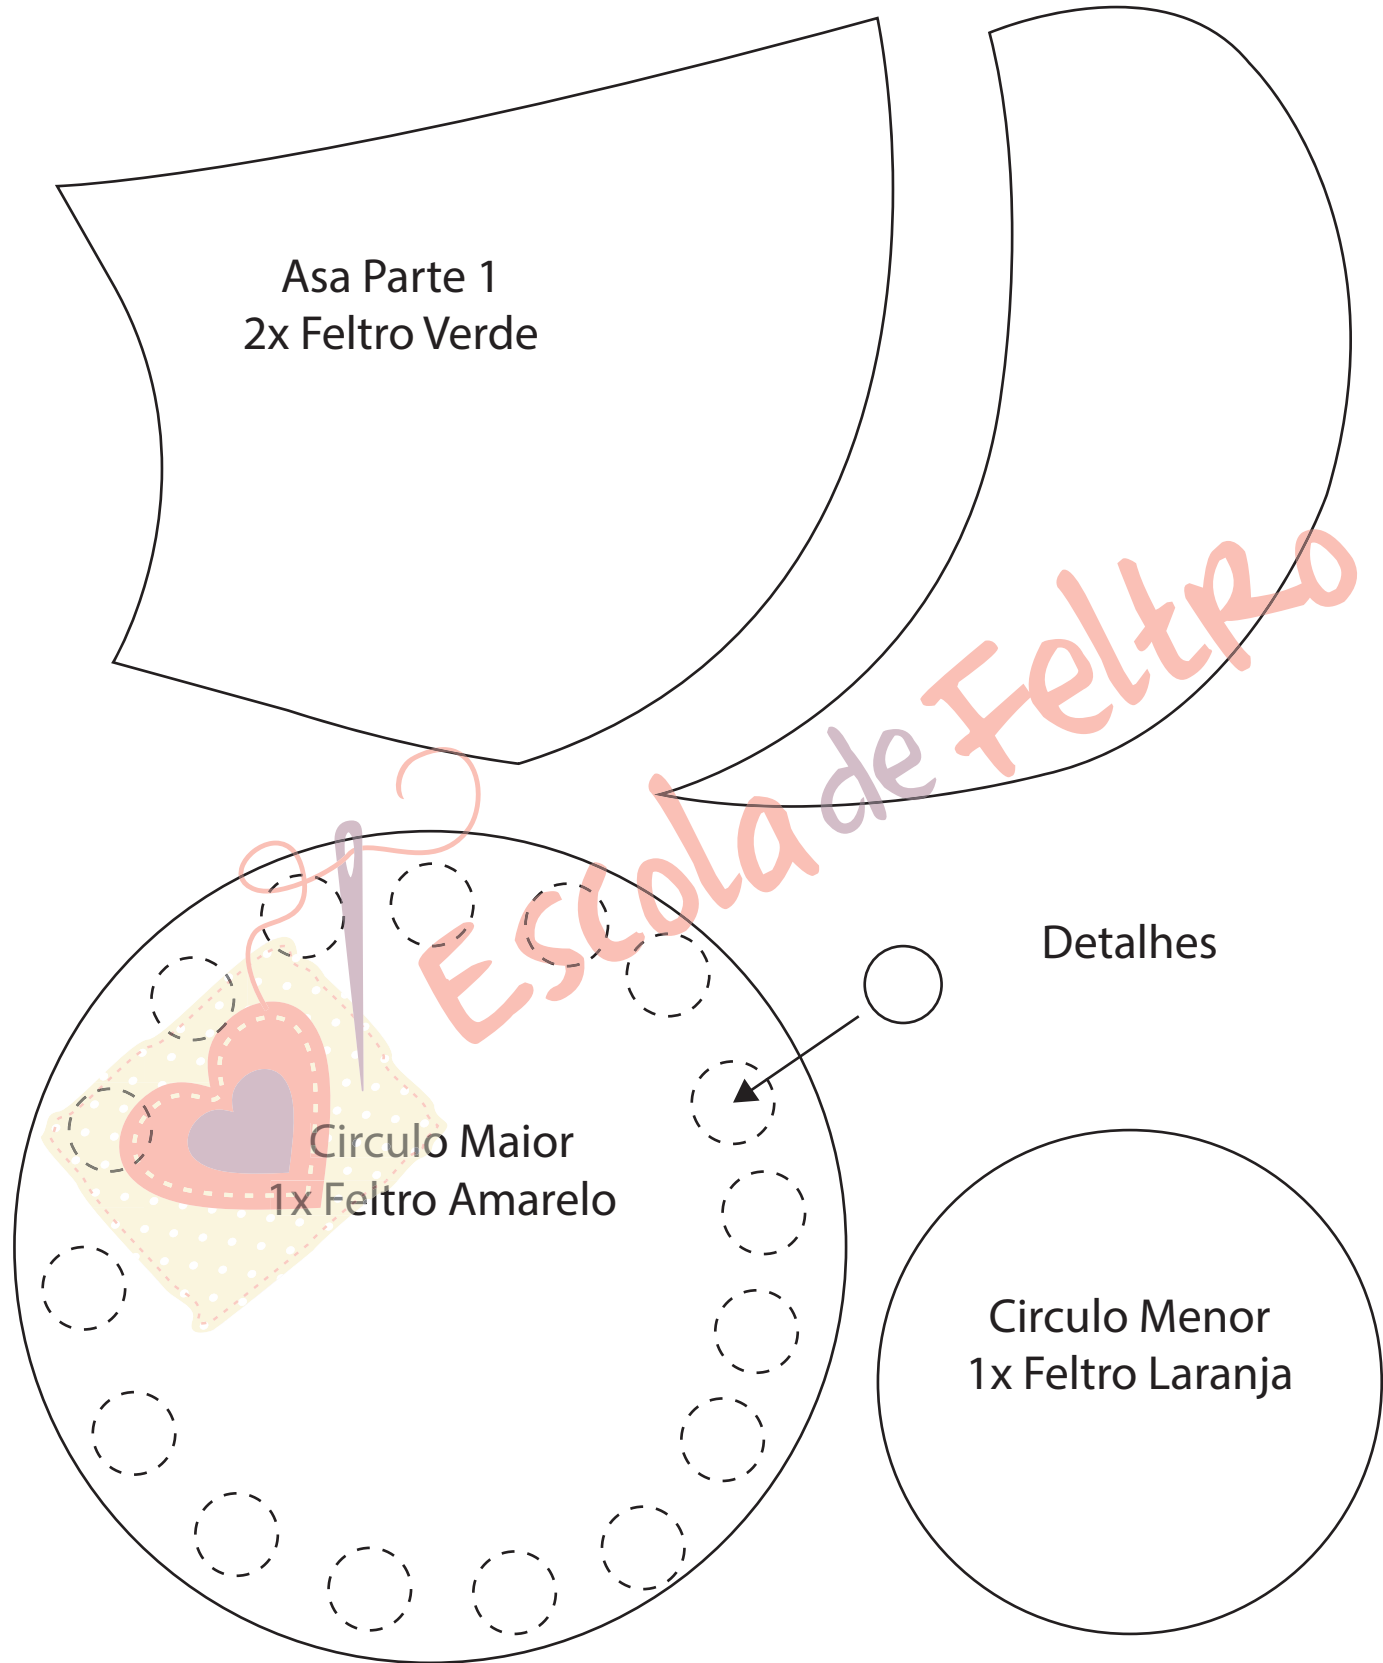 Asa Parte 1
2x Feltro Verde
Escola de Feltro
Detalhes
Circulo Maior
1x Feltro Amarelo
Circulo Menor
1x Feltro Laranja